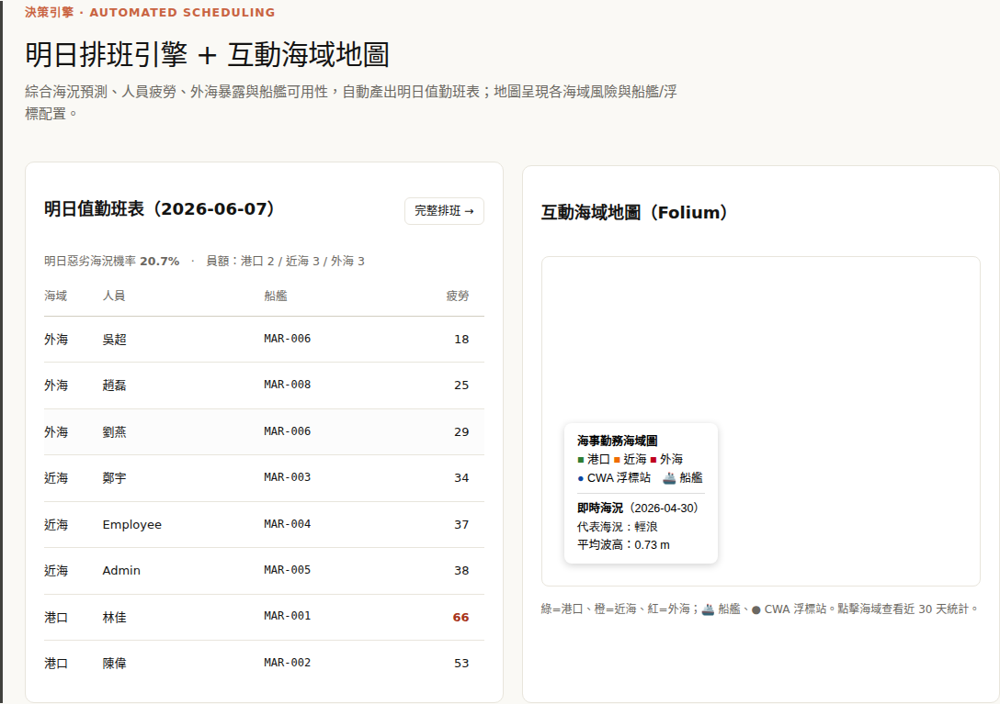 決策引擎 · AUTOMATED SCHEDULING
明日排班引擎 + 互動海域地圖
綜合海況預測、人員疲勞、外海暴露與船艦可用性，自動產出明日值勤班表；地圖呈現各海域風險與船艦/浮
標配置。
明日值勤班表（2026-06-07）
完整排班 →
明日惡劣海況機率 20.7% · 員額：港口 2 / 近海 3 / 外海 3
海域 人員 船艦 疲勞
外海 吳超 MAR-006 18
外海 趙磊 MAR-008 25
外海 劉燕 MAR-006 29
近海 鄭宇 MAR-003 34
近海 Employee MAR-004 37
近海 Admin MAR-005 38
港口 林佳 MAR-001 66
港口 陳偉 MAR-002 53
互動海域地圖（Folium）
海事勤務海域圖
■ 港口 ■ 近海 ■ 外海
● CWA 浮標站 🚢 船艦
即時海況（2026-04-30）
代表海況：輕浪
平均波高：0.73 m
綠=港口、橙=近海、紅=外海；🚢 船艦、● CWA 浮標站。點擊海域查看近 30 天統計。